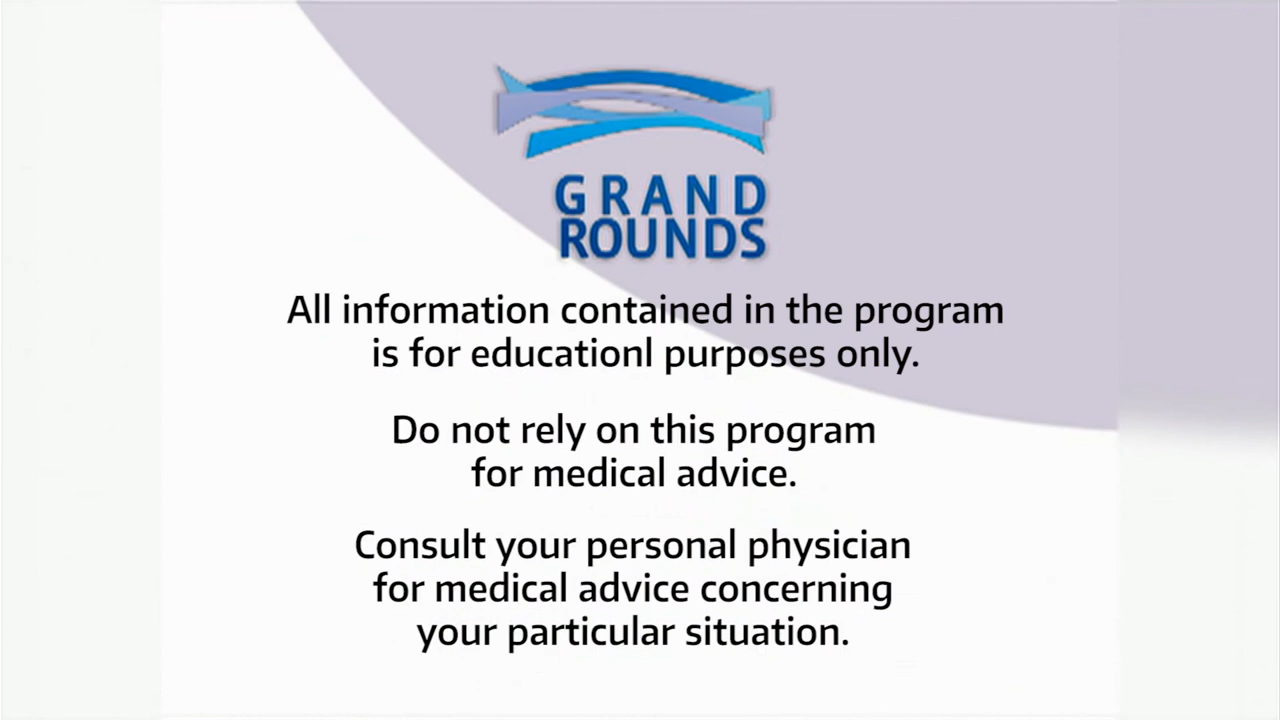 GRAND
ROUNDS
All information contained in the program
is for educationl purposes only.
Do not rely on this program
for medical advice.
Consult your personal physician
for medical advice concerning
your particular situation.